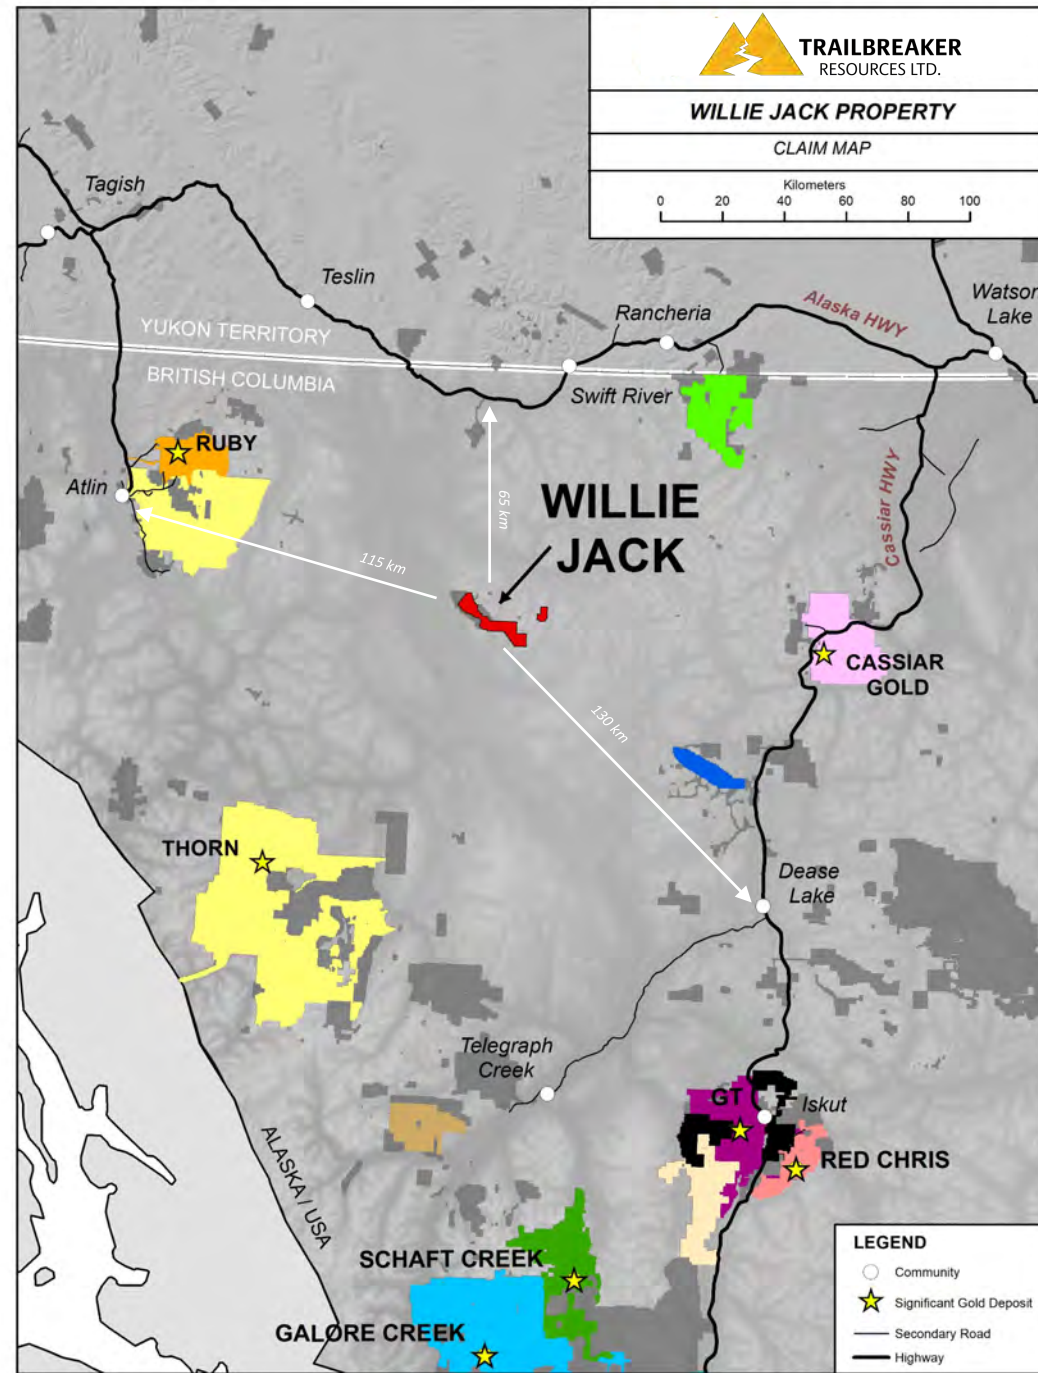 TRAILBREAKER
RESOURCES LTD.
WILLIE JACK PROPERTY
CLAIM MAP
Kilometers
0 20 40 60 80 100
Tagish
Teslin
Rancheria
Alaska HWY
Watson
Lake
YUKON TERRITORY
BRITISH COLUMBIA
Swift River
RUBY
Atlin
Cassiar HWY
65 km
WILLIE
JACK
115 km
CASSIAR
GOLD
130 km
THORN
Dease
Lake
Telegraph
Creek
GT
Iskut
RED CHRIS
ALASKA / USA
SCHAFT CREEK
GALORE CREEK
LEGEND
Community
Significant Gold Deposit
Secondary Road
Highway